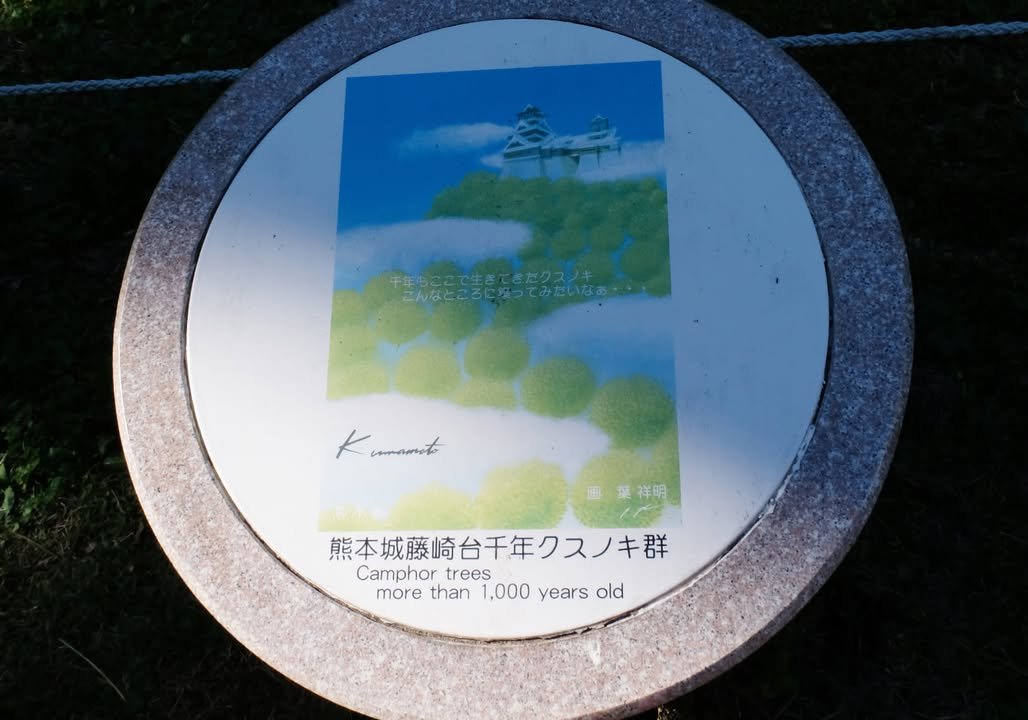 千年もここで生きてきたクスノキ
こんなところに登ってみたいなぁ・・・
Kumamoto
画 葉 祥明
熊本城藤崎台千年クスノキ群
Camphor trees
more than 1,000 years old